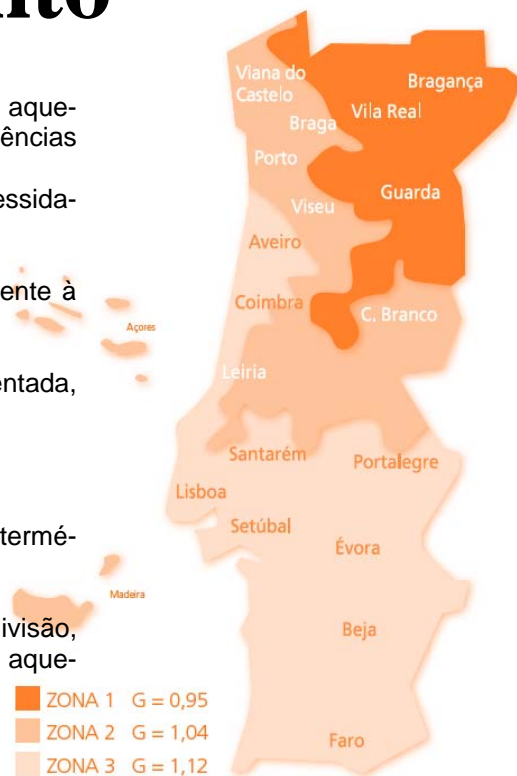 nto
aque-
ências
essida-
ente à
entada,
termé-
ivisão,
aque-
Viana do
Castelo
Bragança
Braga
Vila Real
Porto
Guarda
Viseu
Aveiro
Coimbra
C. Branco
Açores
Leiria
Santarém
Portalegre
Lisboa
Setúbal
Évora
Madeira
Beja
Faro
ZONA 1 G = 0,95
ZONA 2 G = 1,04
ZONA 3 G = 1,12